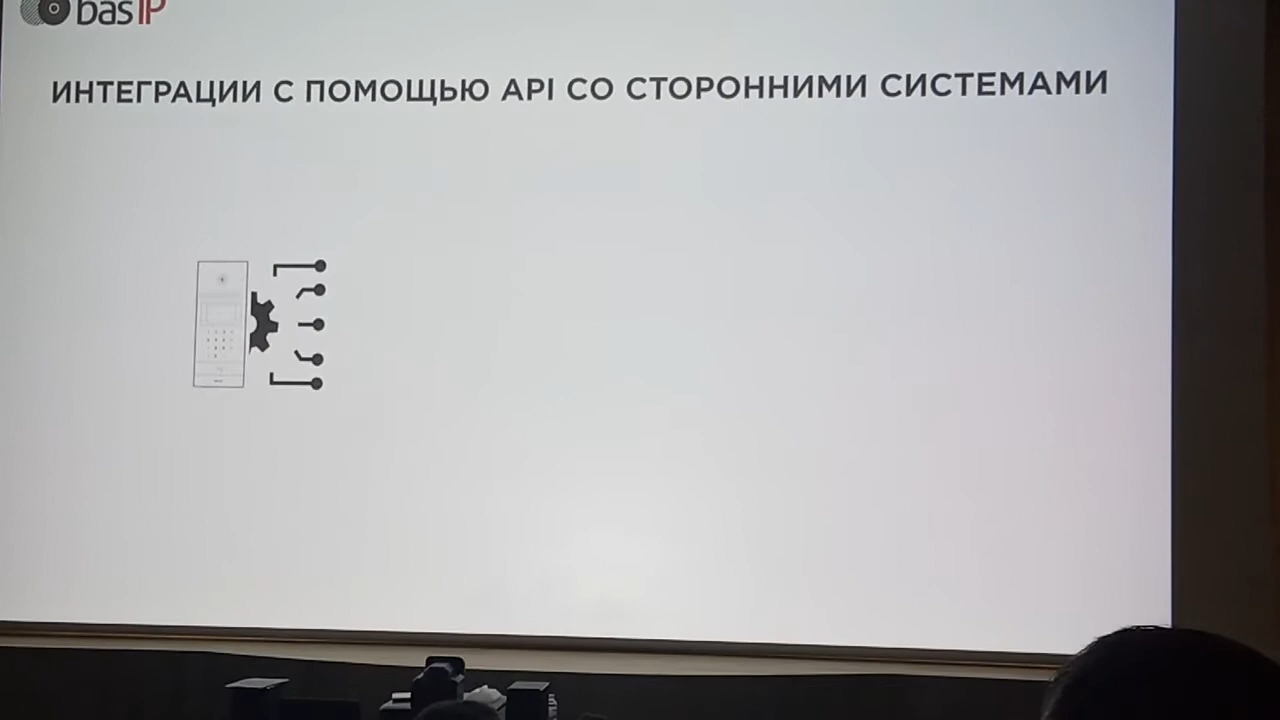 bas IP
ИНТЕГРАЦИИ С ПОМОЩЬЮ API СО СТОРОННИМИ СИСТЕМАМИ